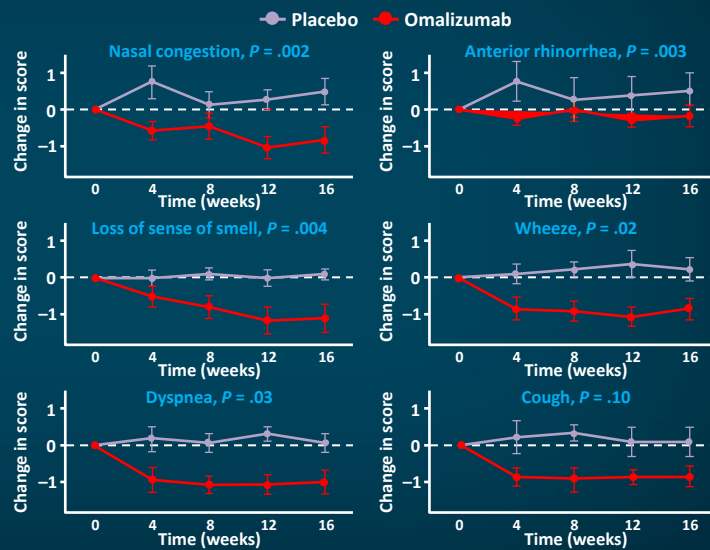 Placebo Omalizumab
Nasal congestion, P = .002
Change in score
1
0
−1
0 4 8 12 16
Time (weeks)
Anterior rhinorrhea, P = .003
Change in score
1
0
−1
0 4 8 12 16
Time (weeks)
Loss of sense of smell, P = .004
Change in score
1
0
−1
0 4 8 12 16
Time (weeks)
Wheeze, P = .02
Change in score
1
0
−1
0 4 8 12 16
Time (weeks)
Dyspnea, P = .03
Change in score
1
0
−1
0 4 8 12 16
Time (weeks)
Cough, P = .10
Change in score
1
0
−1
0 4 8 12 16
Time (weeks)